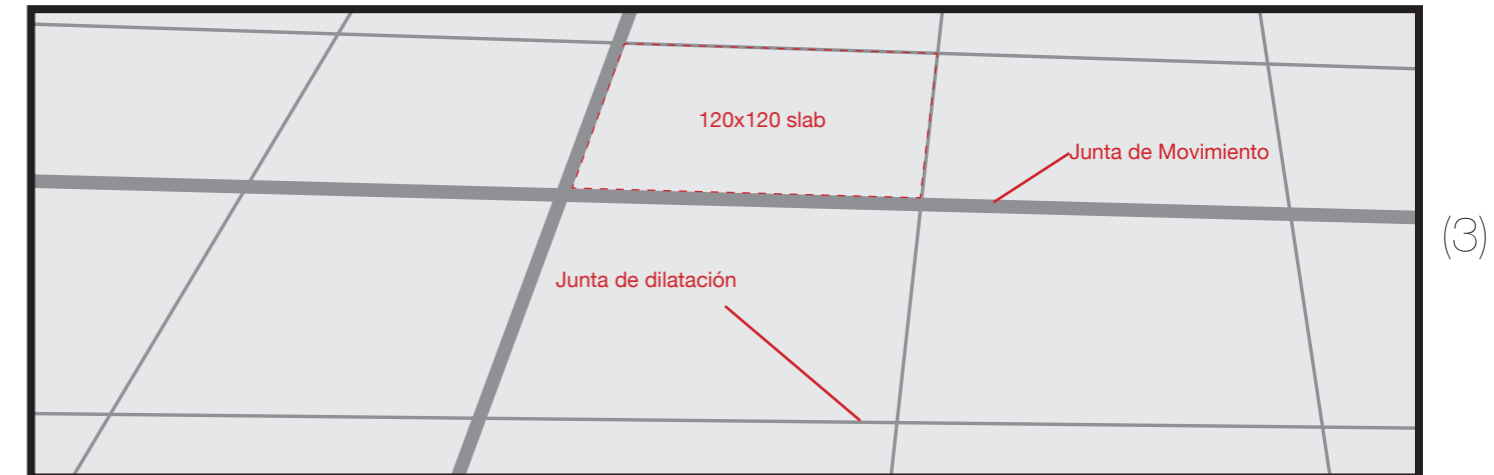 120x120 slab
Junta de Movimiento
(3)
Junta de dilatación